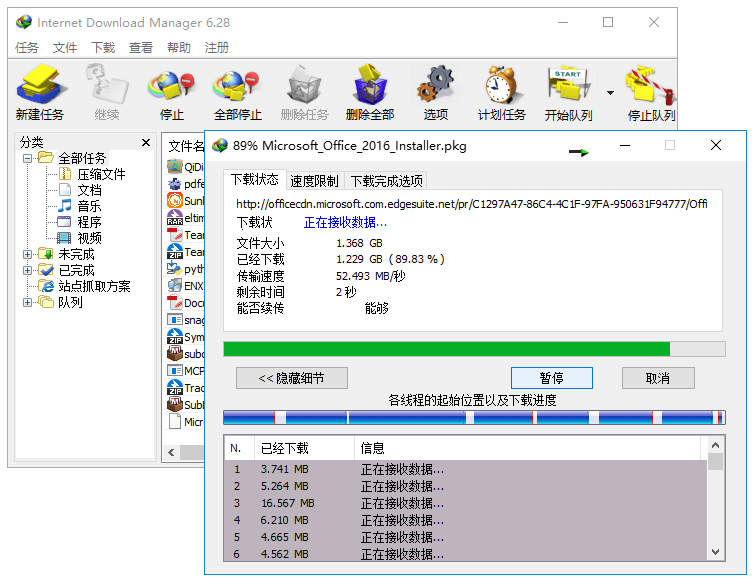 Internet Download Manager 6.28
任务 文件 下载 查看 帮助 注册
新建任务 继续 停止 全部停止 删除任务 删除全部 选项 计划任务 开始队列 停止队列
START
分类
全部任务
压缩文件
文档
音乐
程序
视频
未完成
已完成
站点抓取方案
队列
文件名
QiDi
pdfe
Sunl
eltim
Tean
Tean
pyth
ENX
Docu
snag
Sym
subc
MCP
Trac
Subl
Micr
89% Microsoft_Office_2016_Installer.pkg
下载状态 速度限制 下载完成选项
http://officecdn.microsoft.com.edgesuite.net/pr/C1297A47-86C4-4C1F-97FA-950631F94777/Offi
下载状 正在接收数据...
文件大小 1.368 GB
已经下载 1.229 GB ( 89.83 % )
传输速度 52.493 MB/秒
剩余时间 2 秒
能否续传 能够
<< 隐藏细节 暂停 取消
各线程的起始位置以及下载进度
N. 已经下载 信息
1 3.741 MB 正在接收数据...
2 5.264 MB 正在接收数据...
3 16.567 MB 正在接收数据...
4 6.210 MB 正在接收数据...
5 4.665 MB 正在接收数据...
6 4.562 MB 正在接收数据...